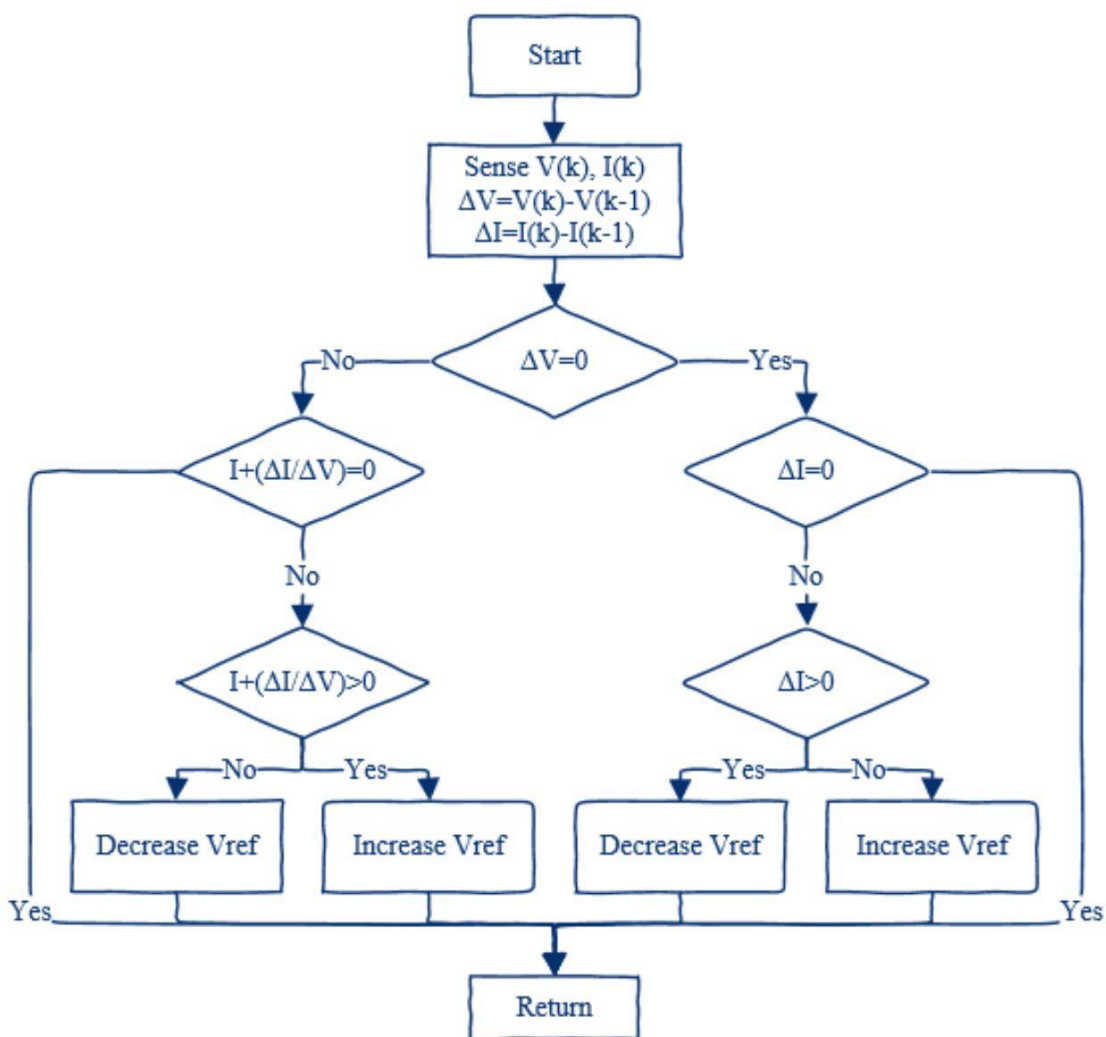 Start
Sense V(k), I(k)
ΔV=V(k)-V(k-1)
ΔI=I(k)-I(k-1)
ΔV=0
No
Yes
I+(ΔI/ΔV)=0
ΔI=0
No
No
I+(ΔI/ΔV)>0
ΔI>0
No
Yes
Yes
No
Decrease Vref
Increase Vref
Decrease Vref
Increase Vref
Yes
Yes
Return